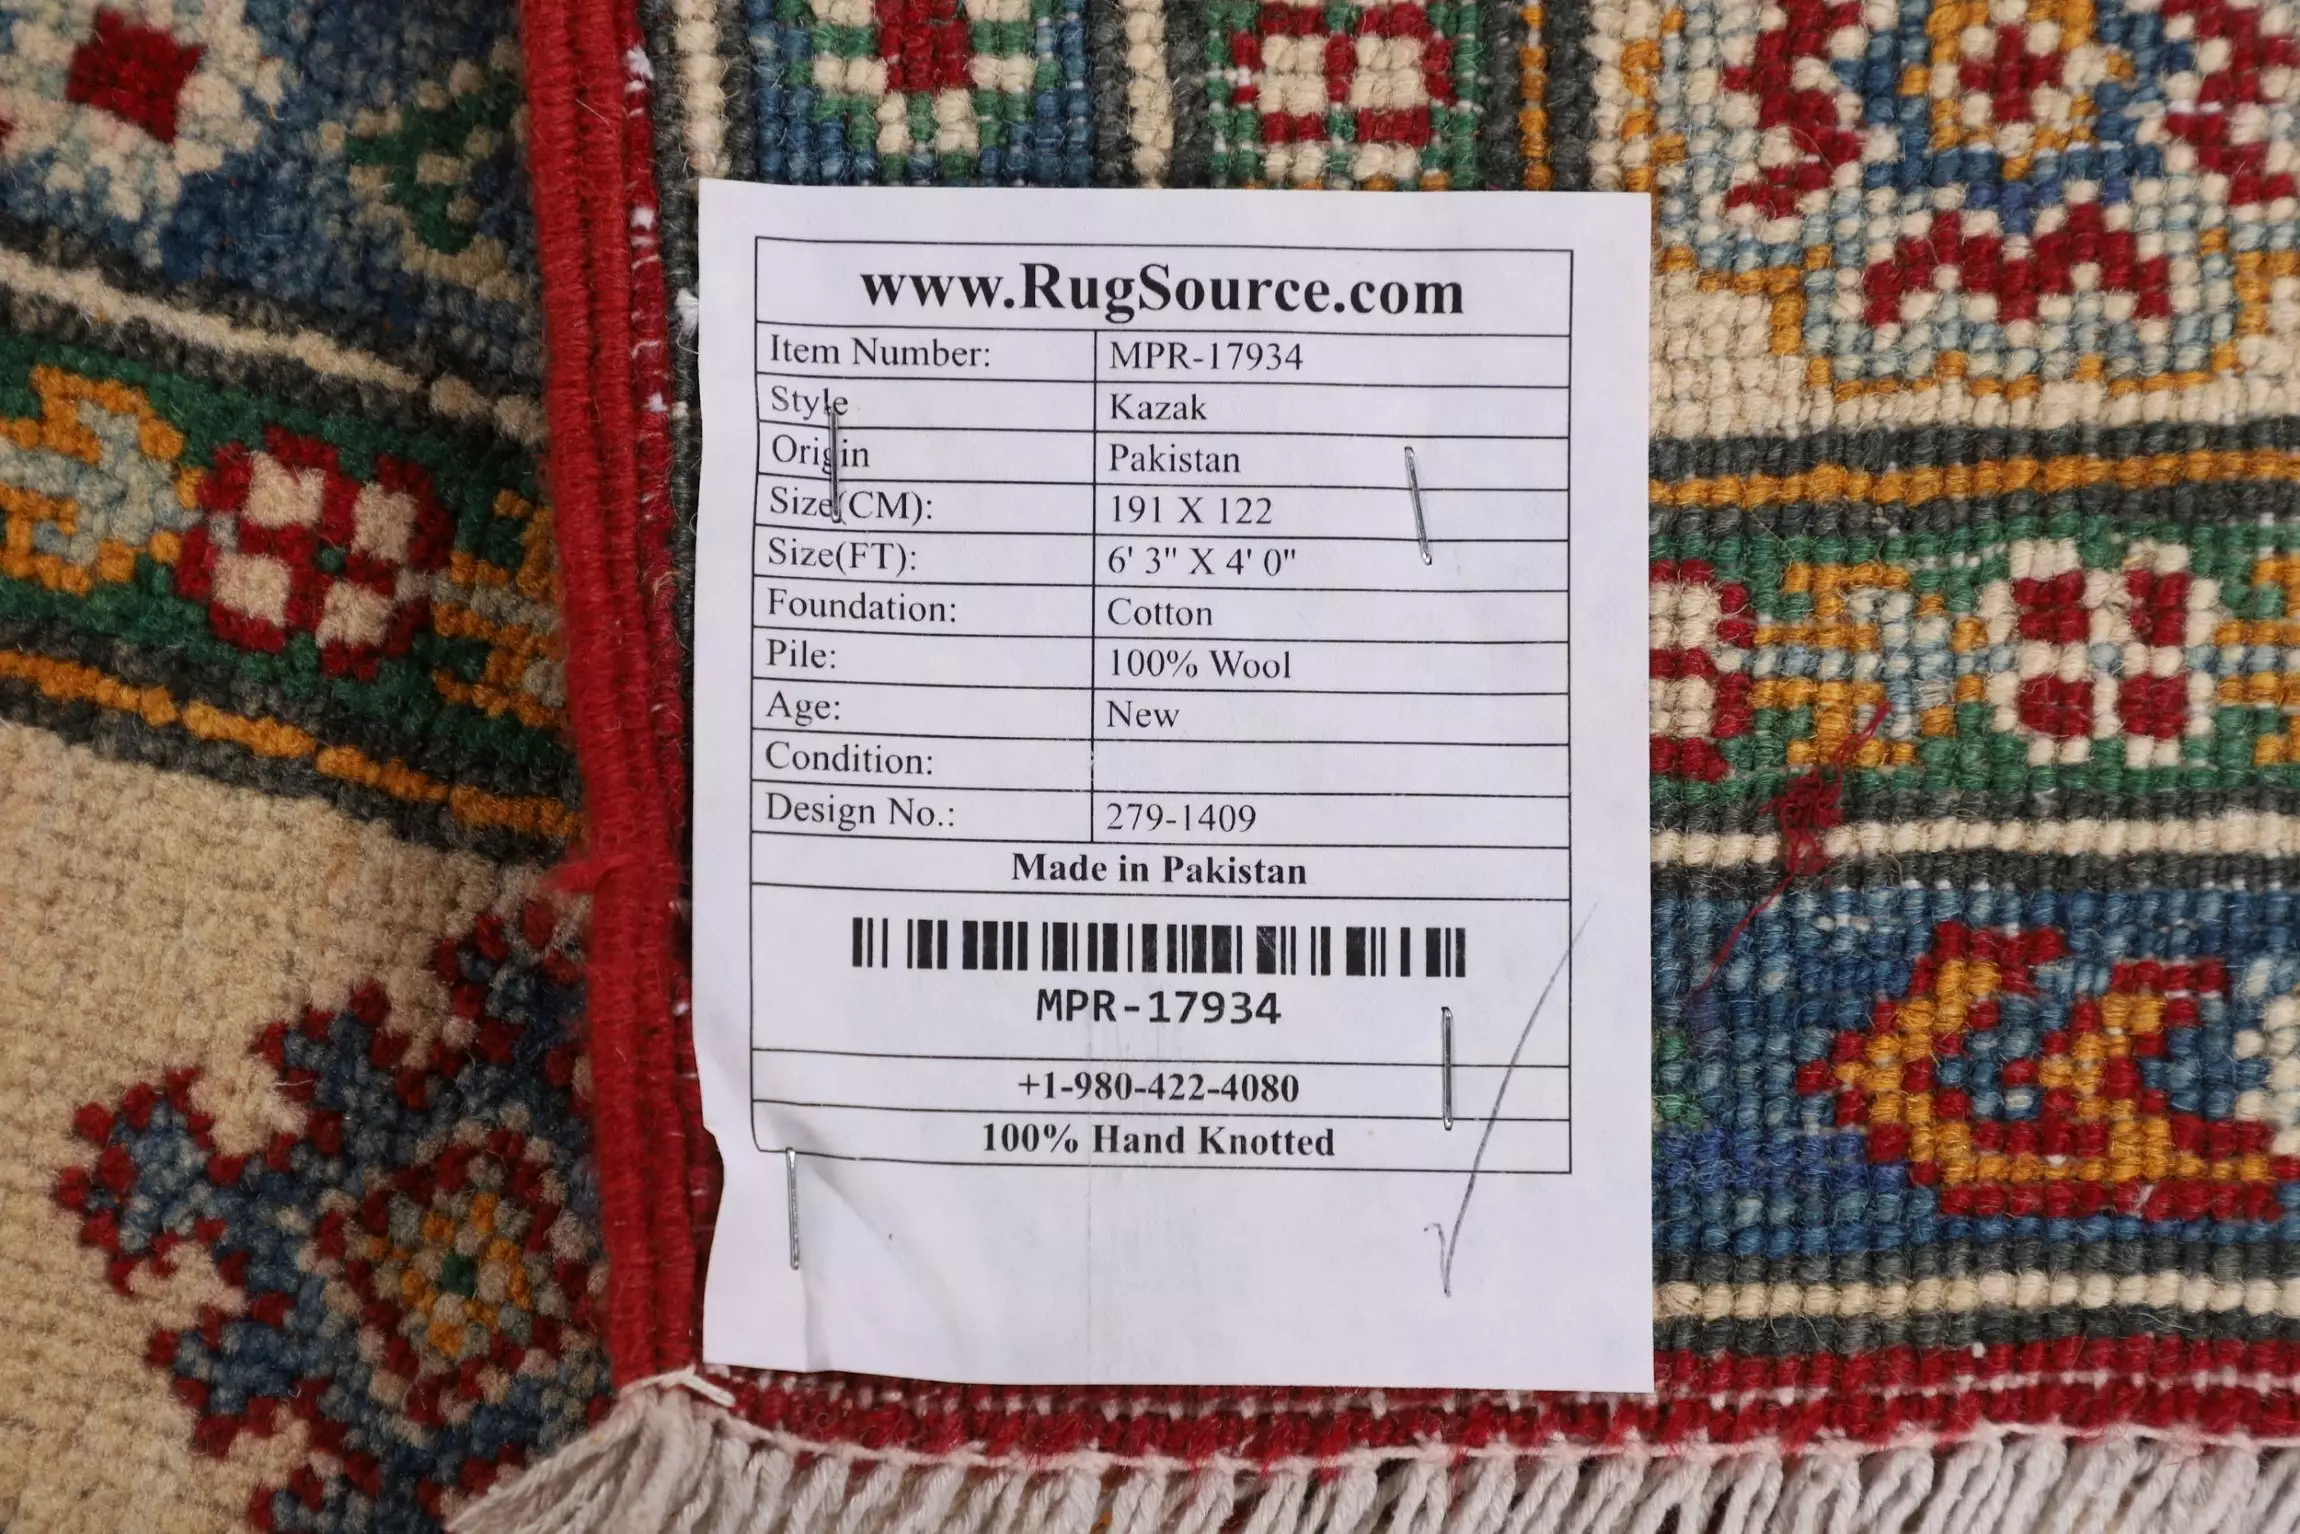 www.RugSource.com
Item Number: MPR-17934
Style Kazak
Origin Pakistan
Size(CM): 191 X 122
Size(FT): 6' 3" X 4' 0"
Foundation: Cotton
Pile: 100% Wool
Age: New
Condition:
Design No.: 279-1409
Made in Pakistan
MPR-17934
+1-980-422-4080
100% Hand Knotted